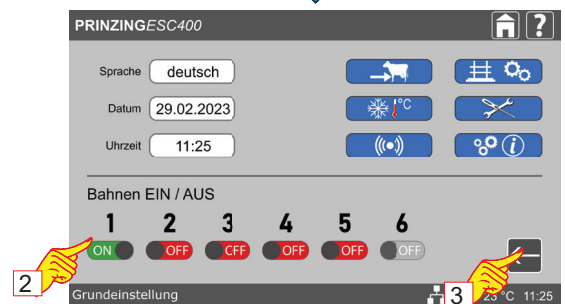 PRINZINGESC400 ?
Sprache deutsch
°C
Datum 29.02.2023
Uhrzeit 11:25 i
Bahnen EIN / AUS
1 2 3 4 5 6
ON OFF CFF OFF OFF OFF
2
3
Grundeinstellung 23 °C 11:25